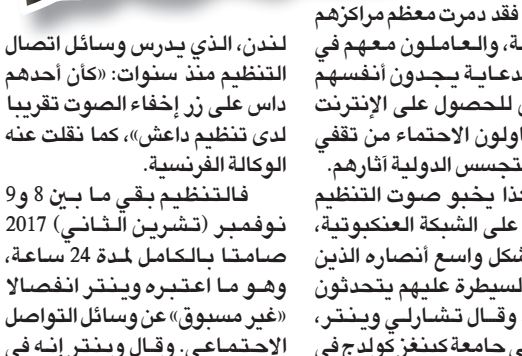 فقد دمرت معظم مراكزهم
ة، والعاملون معهم في
دعاية يجدون أنفسهم
للحصول على الإنترنت
اولون الاحتماء من تقفي
تجسس الدولية آثارهم.
ذا يخبو صوت التنظيم
على الشبكة العنكبوتية،
شكل واسع أنصاره الذين
لسيطرة عليهم يتحدثون
وقال تشارلي وينتر،
ي جامعة كينغز كولدج في
لندن، الذي يدرس وسائل اتصال
التنظيم منذ سنوات: «كأن أحدهم
داس على زر إخفاء الصوت تقريبا
لدى تنظيم داعش»، كما نقلت عنه
الوكالة الفرنسية.
فالتنظيم بقي ما بين 8 و9
نوفمبر (تشرين الثاني) 2017
صامتا بالكامل لمدة 24 ساعة،
وهو ما اعتبره وينتر انفصالا
«غير مسبوق» عن وسائل التواصل
الاجتماعي. وقال وينتر إنه في